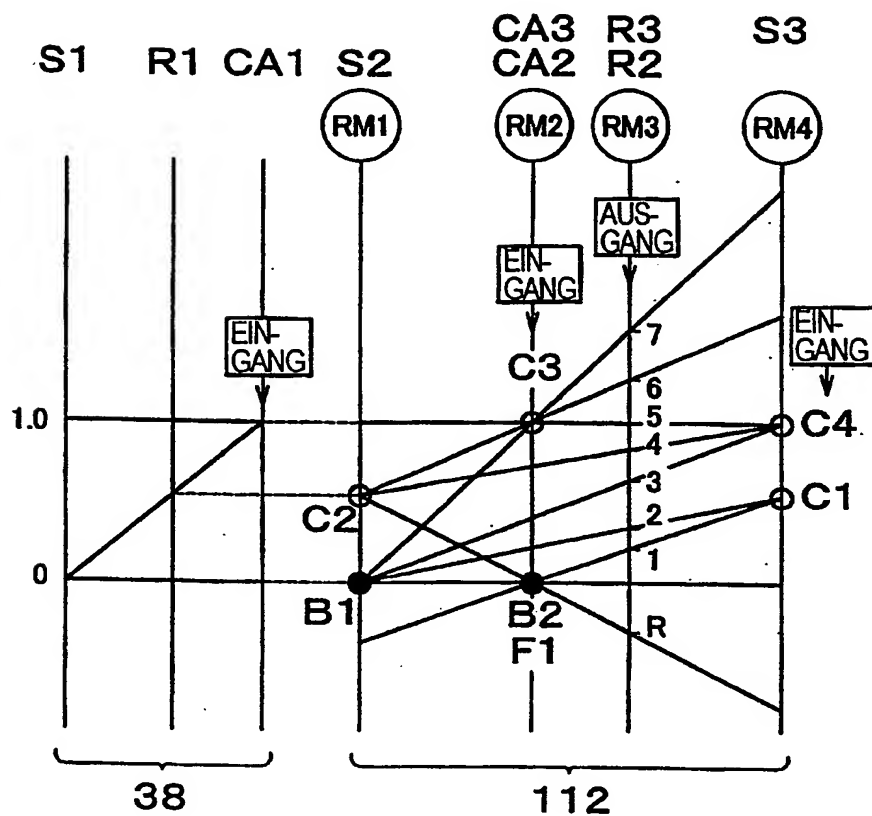 CA3 R3 S3
S1 R1 CA1 S2 CA2 R2
RM1 RM2 RM3 RM4
AUS-
GANG
EIN-
GANG
EIN-
GANG
EIN-
GANG
7
C3
6
1.0
5
C4
4
3
C2
C1
2
1
0
B1
B2
R
F1
38
112